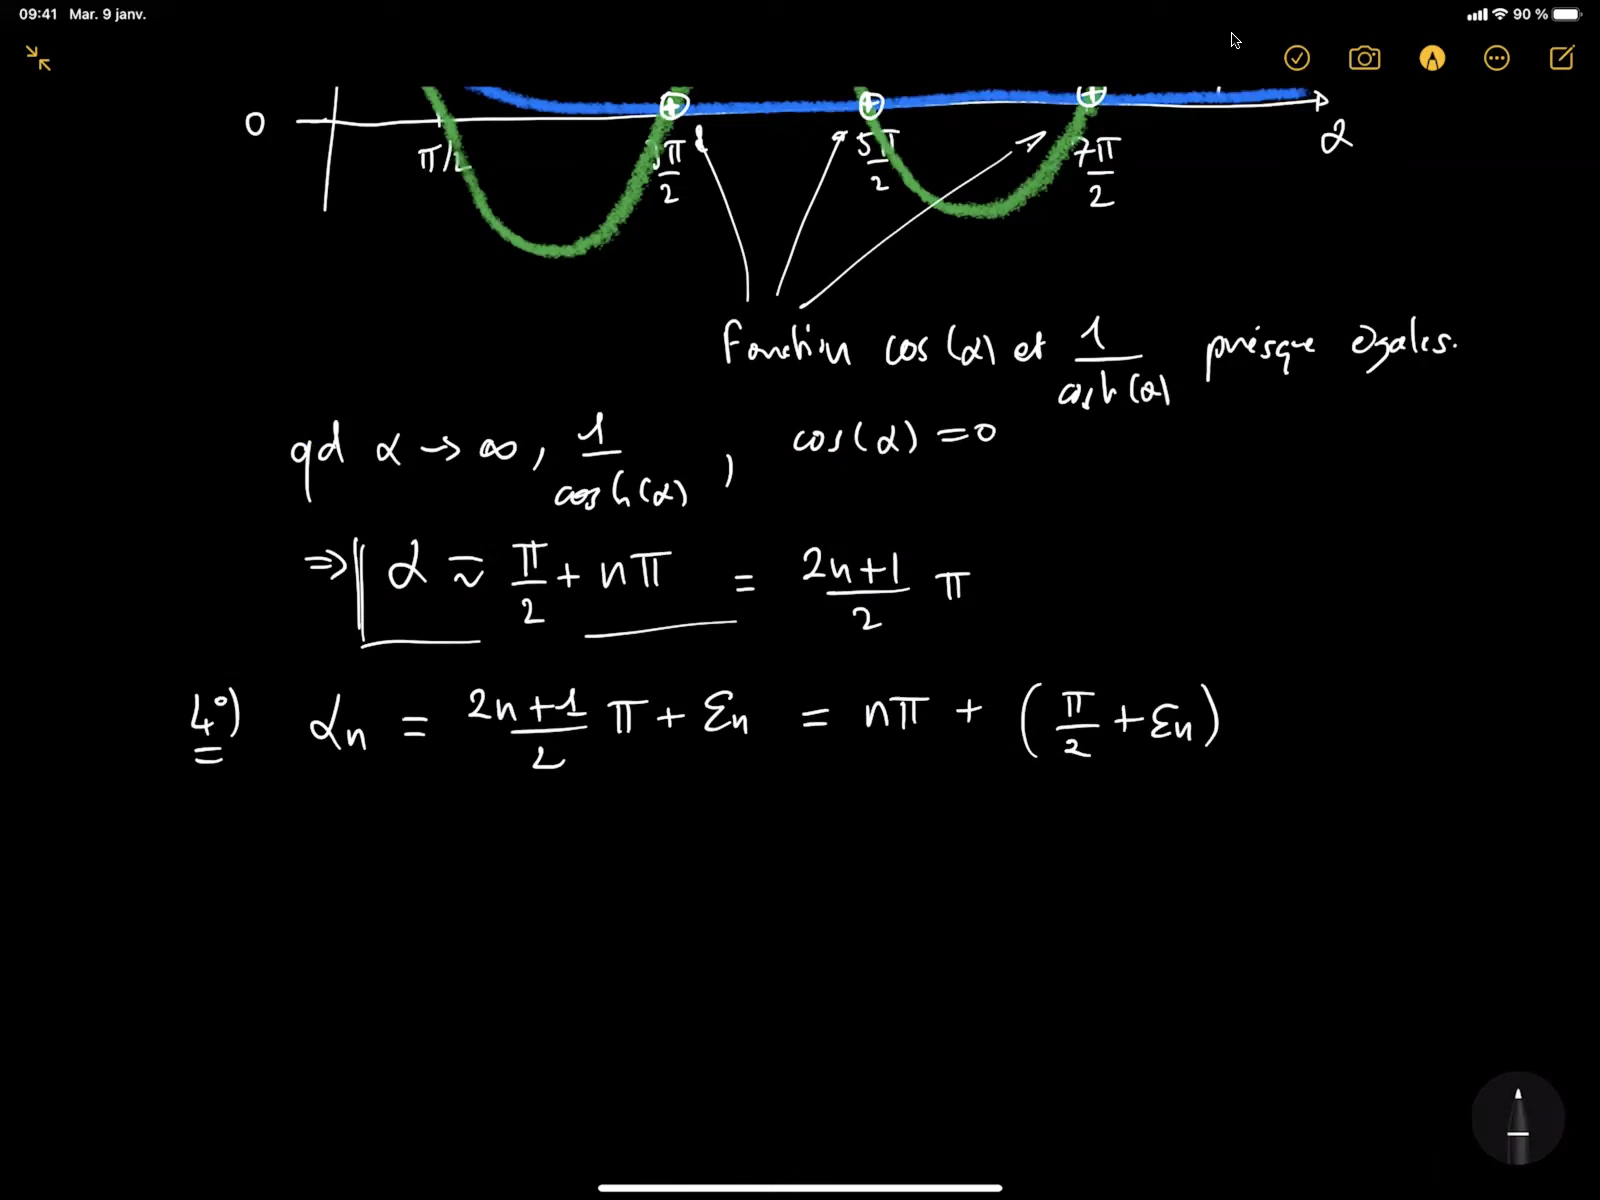 09:41 Mar. 9 janv. 90 %
0 π/2 3π/2 5π/2 7π/2 α
Fonction cos(α) et 1/cosh(α) presque égales.
qd α → ∞, 1/cosh(α), cos(α) = 0
⇒ α ≃ π/2 + nπ = (2n+1)/2 π
4°) αn = (2n+1)/2 π + εn = nπ + (π/2 + εn)